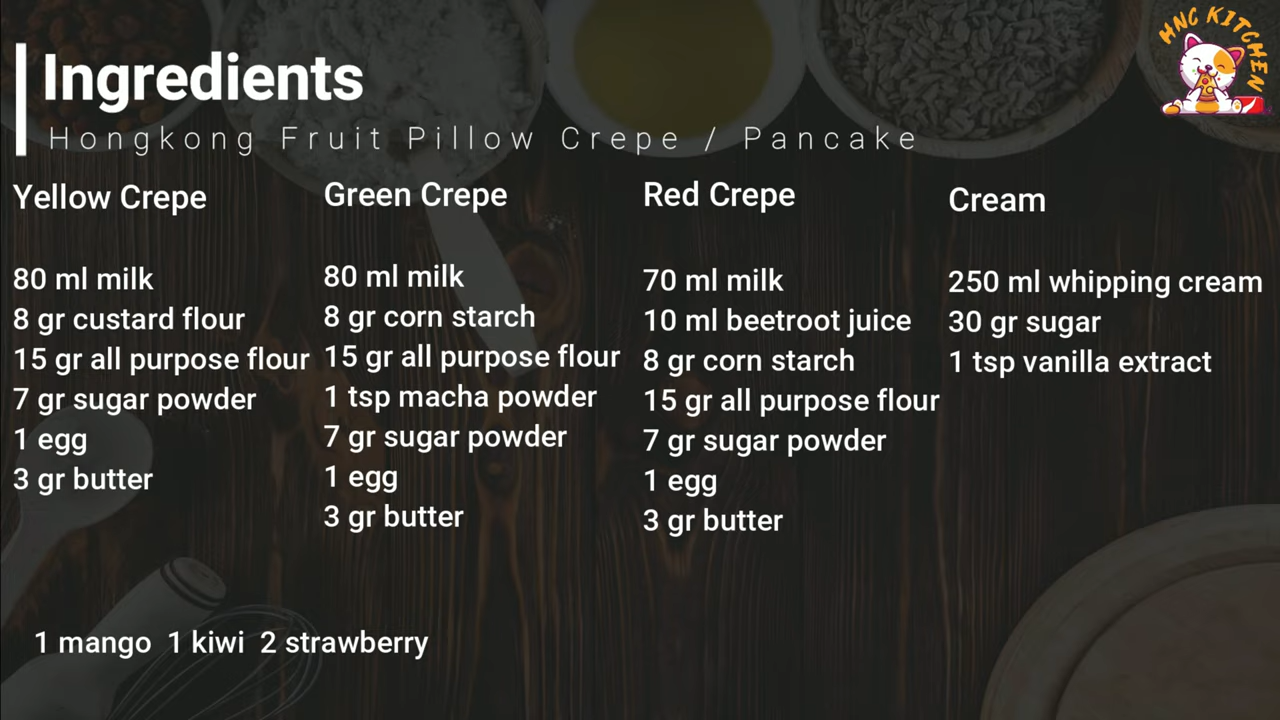 HNC KITCHEN
Ingredients
Hongkong Fruit Pillow Crepe / Pancake
Yellow Crepe
80 ml milk
8 gr custard flour
15 gr all purpose flour
7 gr sugar powder
1 egg
3 gr butter
Green Crepe
80 ml milk
8 gr corn starch
15 gr all purpose flour
1 tsp macha powder
7 gr sugar powder
1 egg
3 gr butter
Red Crepe
70 ml milk
10 ml beetroot juice
8 gr corn starch
15 gr all purpose flour
7 gr sugar powder
1 egg
3 gr butter
Cream
250 ml whipping cream
30 gr sugar
1 tsp vanilla extract
1 mango 1 kiwi 2 strawberry